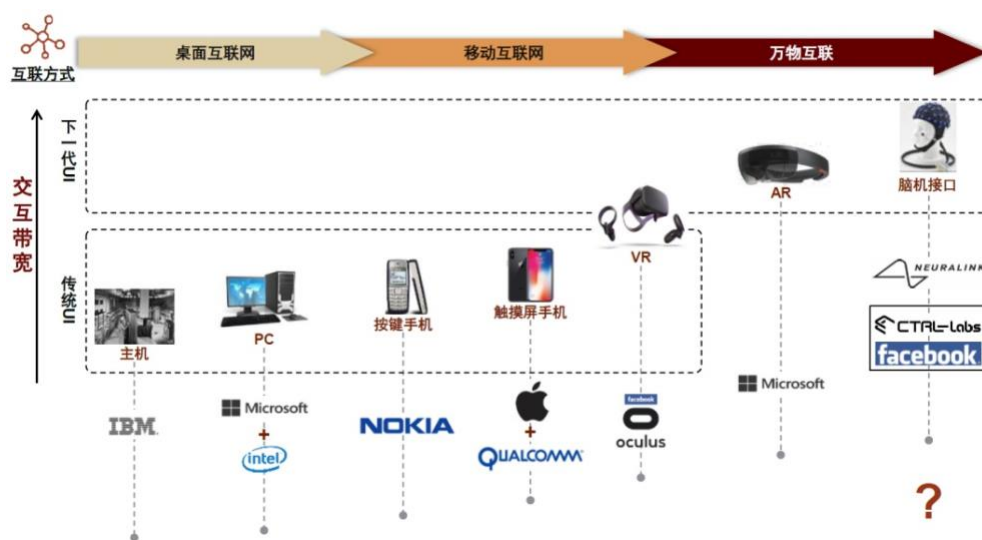 互联方式
桌面互联网
移动互联网
万物互联
交互带宽
下一代UI
传统UI
AR
脑机接口
VR
主机
PC
按键手机
触摸屏手机
NEURALINK
CTRL-Labs
facebook
IBM
Microsoft
+
intel
NOKIA
+
QUALCOMM
facebook
oculus
Microsoft
?